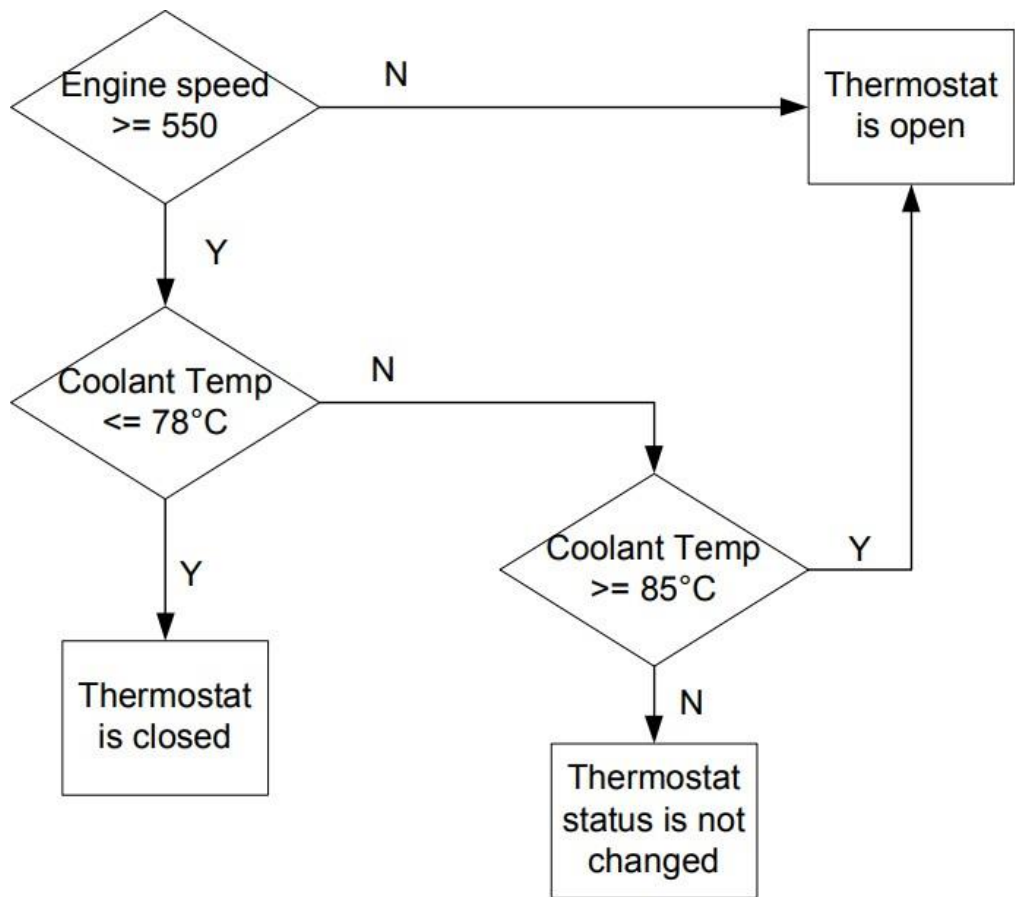 Engine speed
>= 550
N
Thermostat
is open
Y
Coolant Temp
<= 78°C
N
Coolant Temp
>= 85°C
Y
Y
Thermostat
is closed
N
Thermostat
status is not
changed